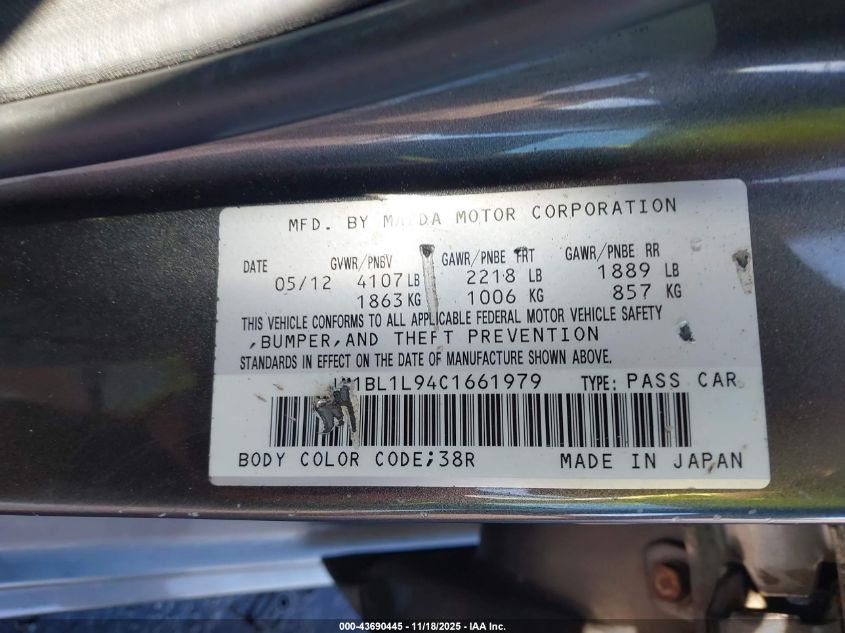 MFD. BY MAZDA MOTOR CORPORATION
DATE GVWR/PNBV GAWR/PNBE FRT GAWR/PNBE RR
05/12 4107 LB 2218 LB 1889 LB
1863 KG 1006 KG 857 KG
THIS VEHICLE CONFORMS TO ALL APPLICABLE FEDERAL MOTOR VEHICLE SAFETY
,BUMPER,AND THEFT PREVENTION
STANDARDS IN EFFECT ON THE DATE OF MANUFACTURE SHOWN ABOVE.
JM1BL1L94C1661979 TYPE: PASS CAR
BODY COLOR CODE;38R MADE IN JAPAN
000-43690445 - 11/18/2025 - IAA Inc.